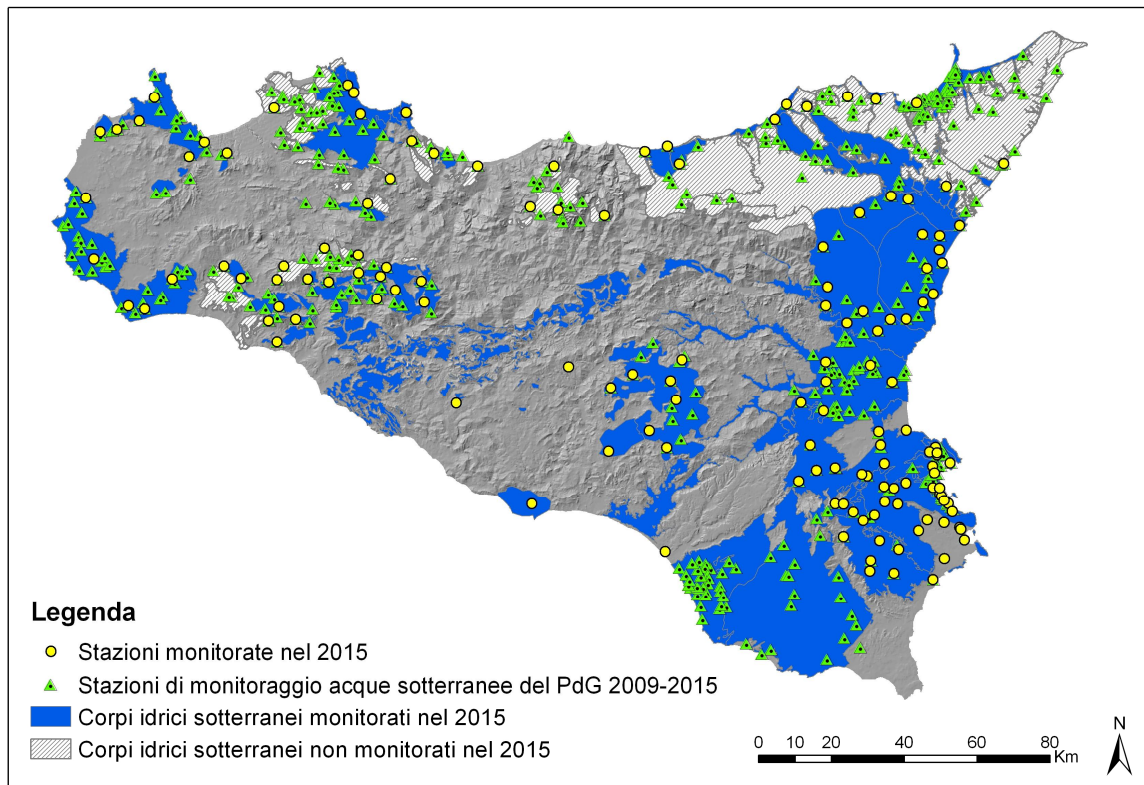 Legenda
Stazioni monitorate nel 2015
Stazioni di monitoraggio acque sotterranee del PdG 2009-2015
Corpi idrici sotterranei monitorati nel 2015
Corpi idrici sotterranei non monitorati nel 2015
0 10 20 40 60 80
Km
N